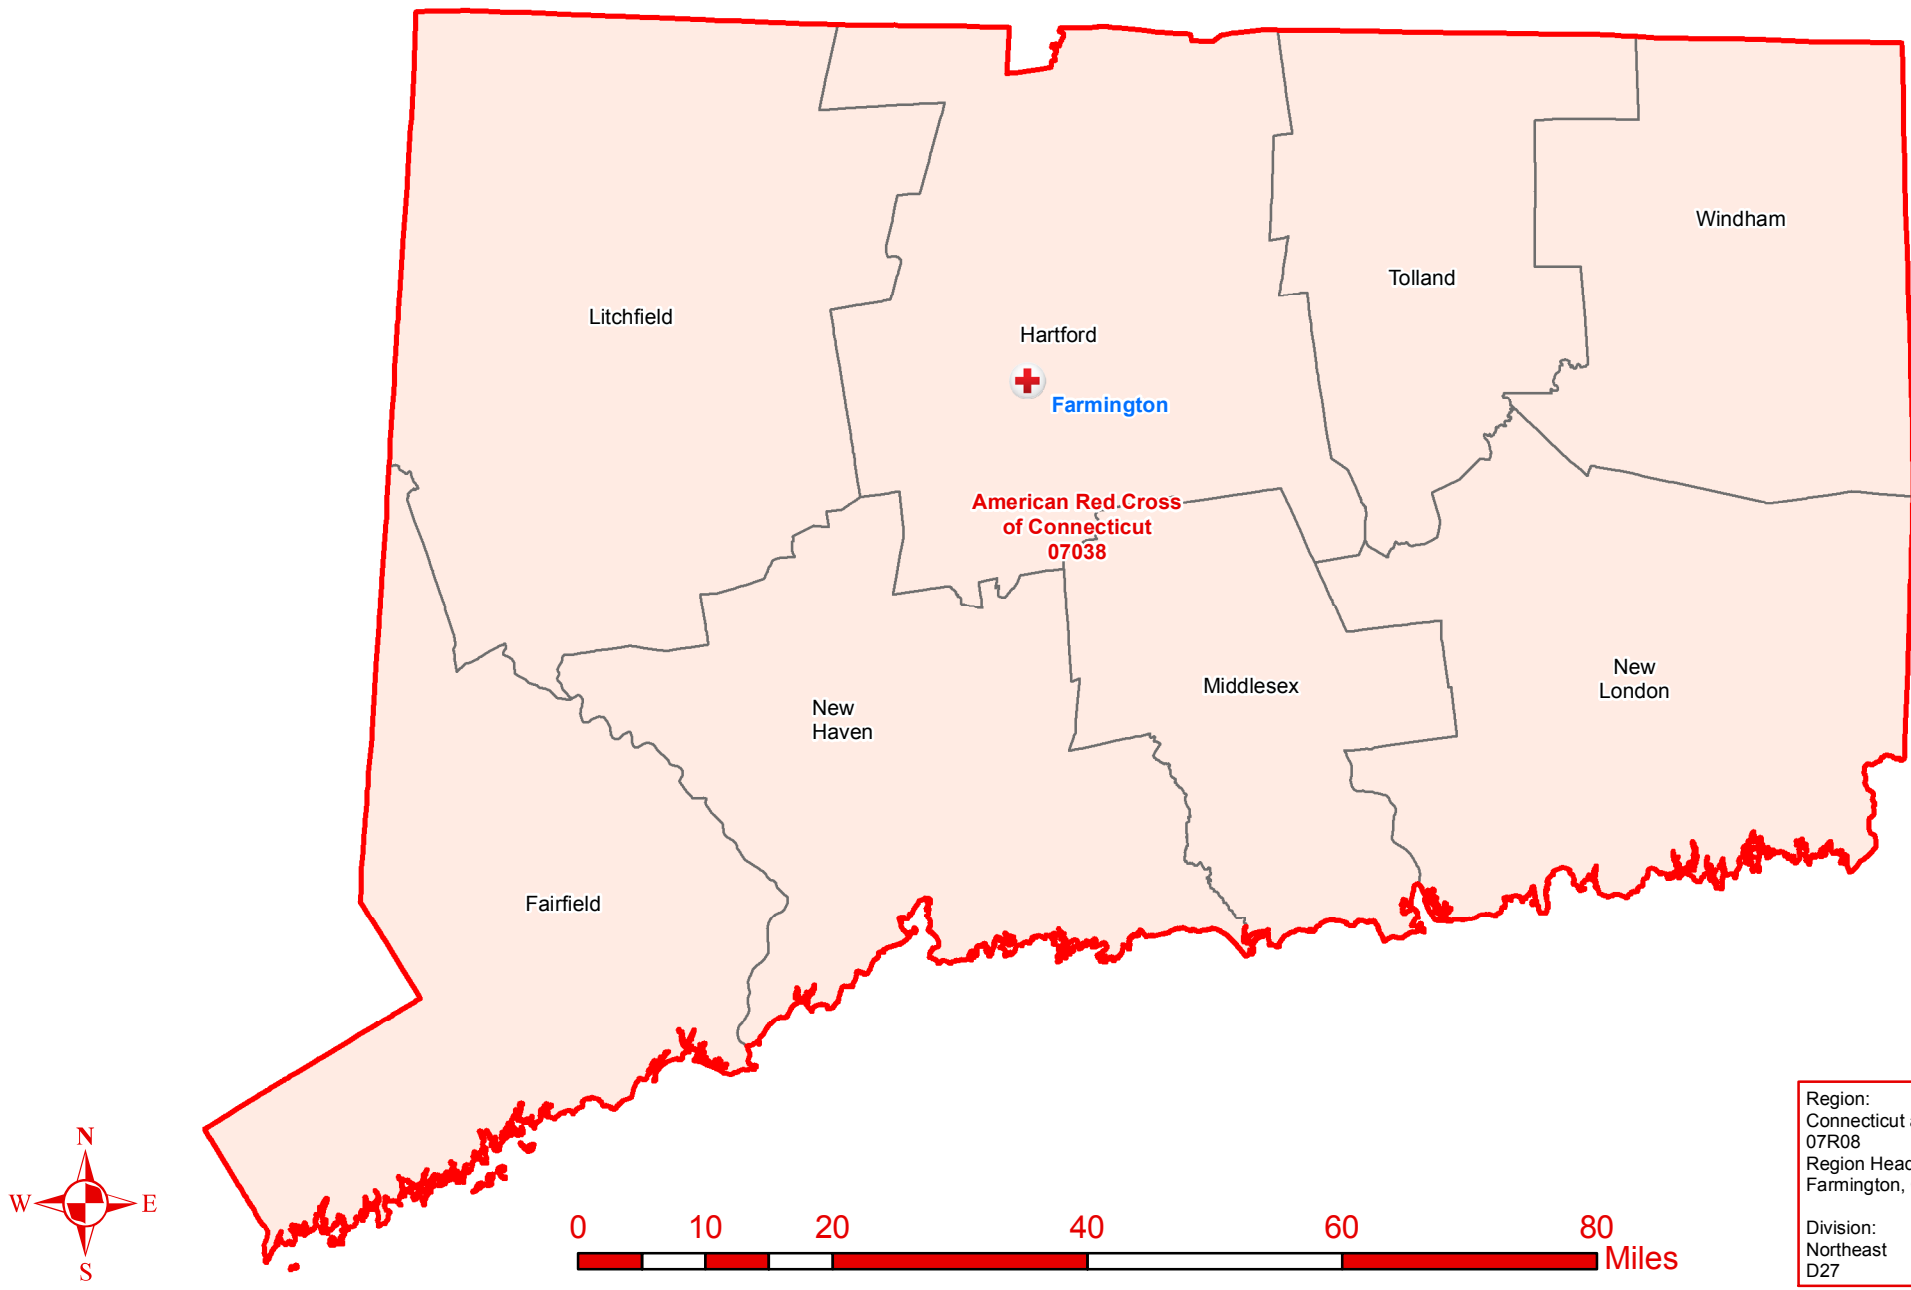 Windham
Tolland
Litchfield
Hartford
Farmington
American Red Cross
of Connecticut
07038
New
London
Middlesex
New
Haven
Fairfield
N
W
E
S
0
10
20
40
60
80
Miles
Region:
Connecticut
07R08
Region Head
Farmington,
Division:
Northeast
D27